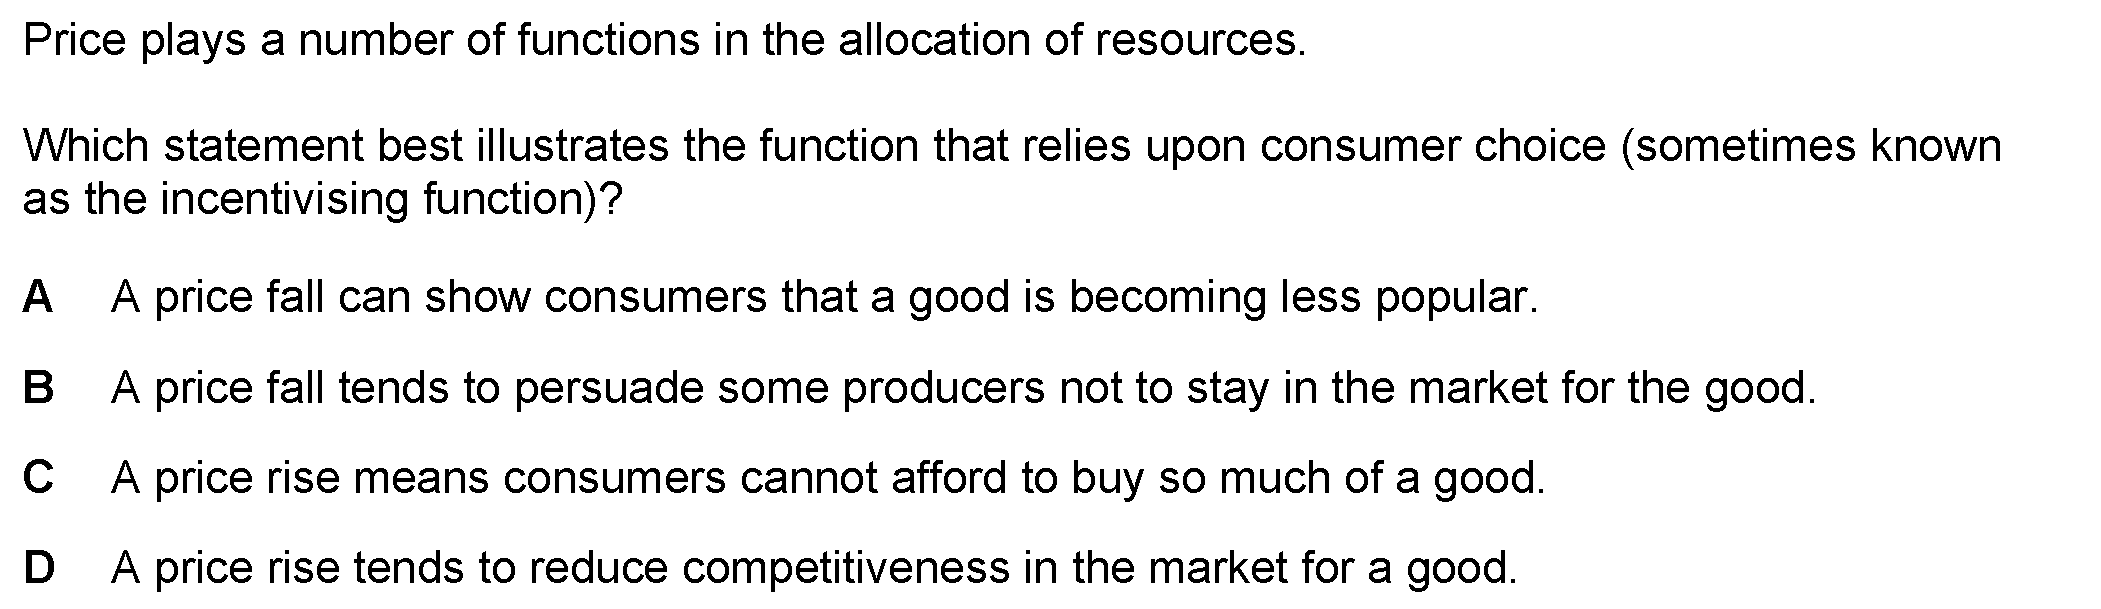 Price plays a number of functions in the allocation of resources.
Which statement best illustrates the function that relies upon consumer choice (sometimes known
as the incentivising function)?
A A price fall can show consumers that a good is becoming less popular.
B A price fall tends to persuade some producers not to stay in the market for the good.
C A price rise means consumers cannot afford to buy so much of a good.
D A price rise tends to reduce competitiveness in the market for a good.